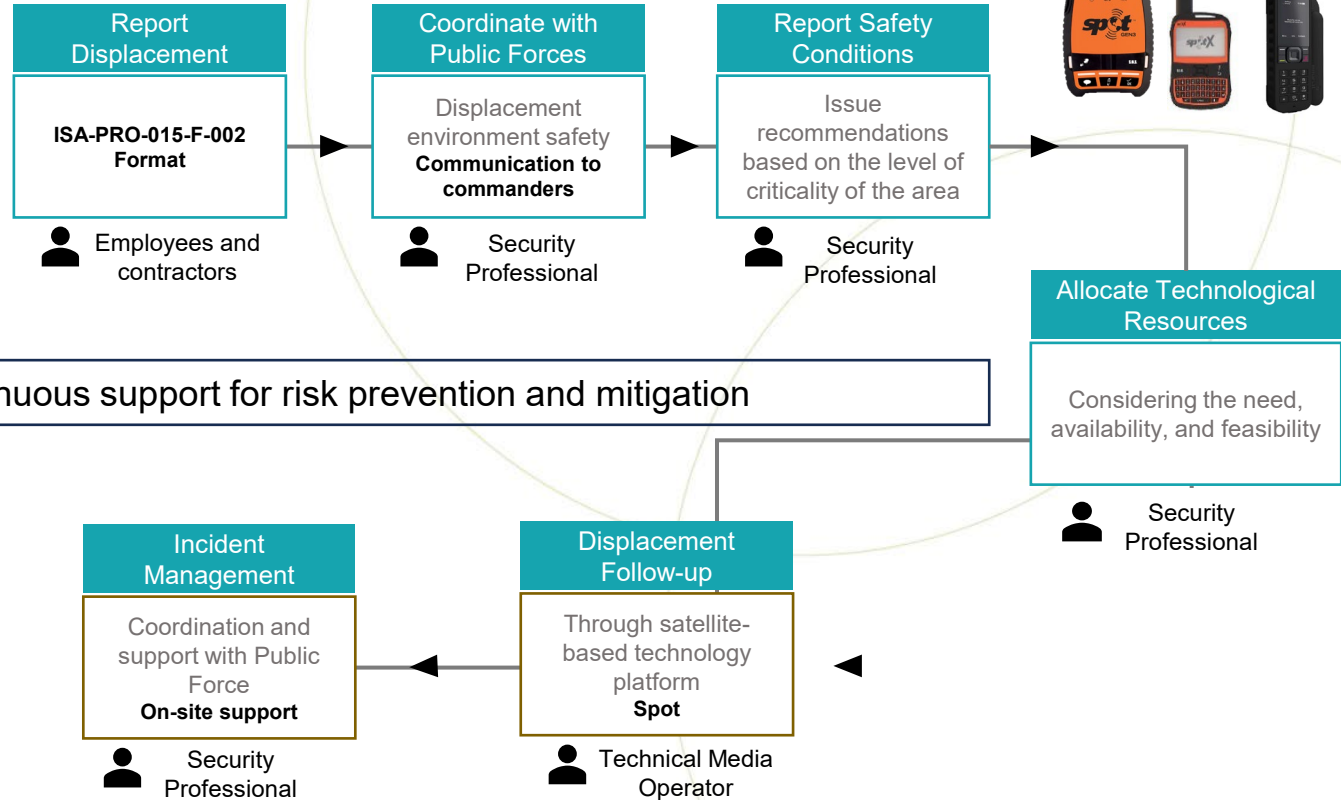 Report
Displacement
ISA-PRO-015-F-002
Format
Employees and
contractors
Coordinate with
Public Forces
Displacement
environment safety
Communication to
commanders
Security
Professional
Report Safety
Conditions
Issue
recommendations
based on the level of
criticality of the area
Security
Professional
spot
GEN3
spot X
Allocate Technological
Resources
Considering the need,
availability, and feasibility
Security
Professional
nuous support for risk prevention and mitigation
Displacement
Follow-up
Through satellite-
based technology
platform
Spot
Technical Media
Operator
Incident
Management
Coordination and
support with Public
Force
On-site support
Security
Professional